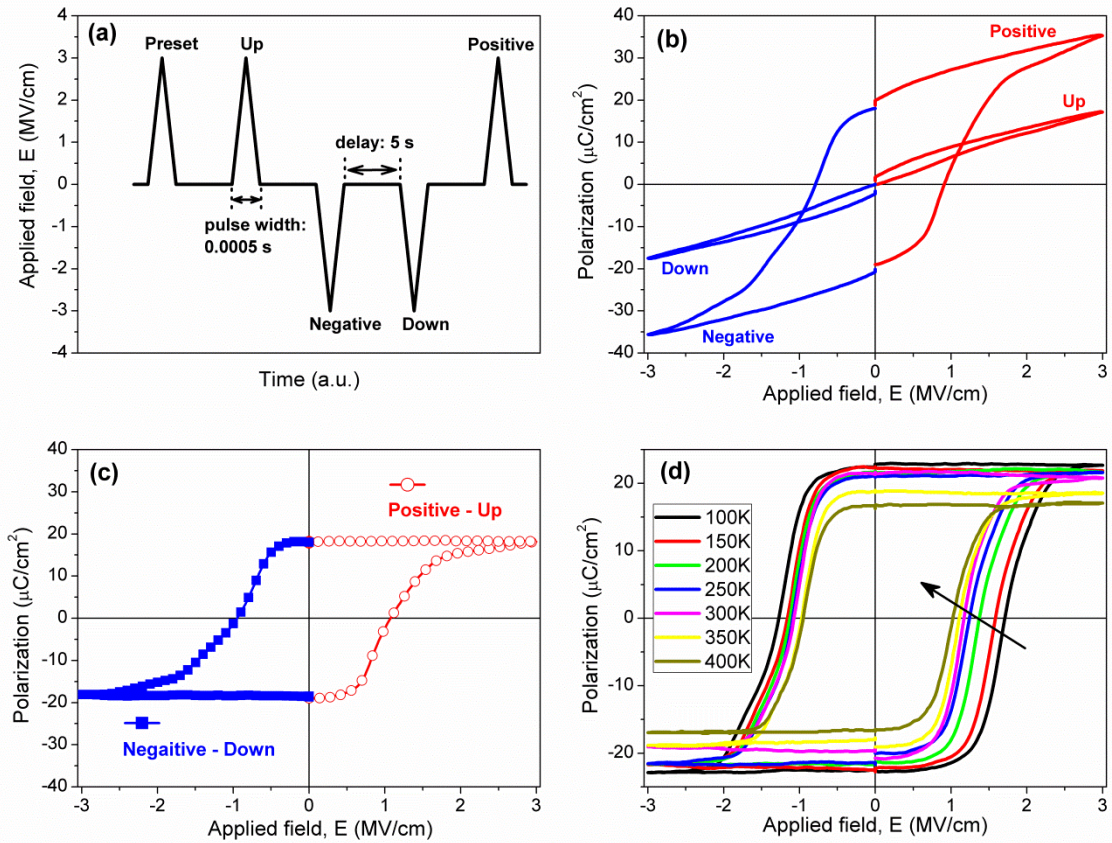 (a)
Preset
Up
Positive
delay: 5 s
pulse width:
0.0005 s
Negative
Down
4
3
2
1
0
-1
-2
-3
-4
Applied field, E (MV/cm)
Time (a.u.)
(b)
Positive
Up
Down
Negative
40
30
20
10
0
-10
-20
-30
-40
Polarization (μC/cm²)
-3 -2 -1 0 1 2 3
Applied field, E (MV/cm)
(c)
Positive - Up
Negaitive - Down
40
30
20
10
0
-10
-20
-30
-40
Polarization (μC/cm²)
-3 -2 -1 0 1 2 3
Applied field, E (MV/cm)
(d)
100K
150K
200K
250K
300K
350K
400K
20
10
0
-10
-20
Polarization (μC/cm²)
-3 -2 -1 0 1 2 3
Applied field, E (MV/cm)